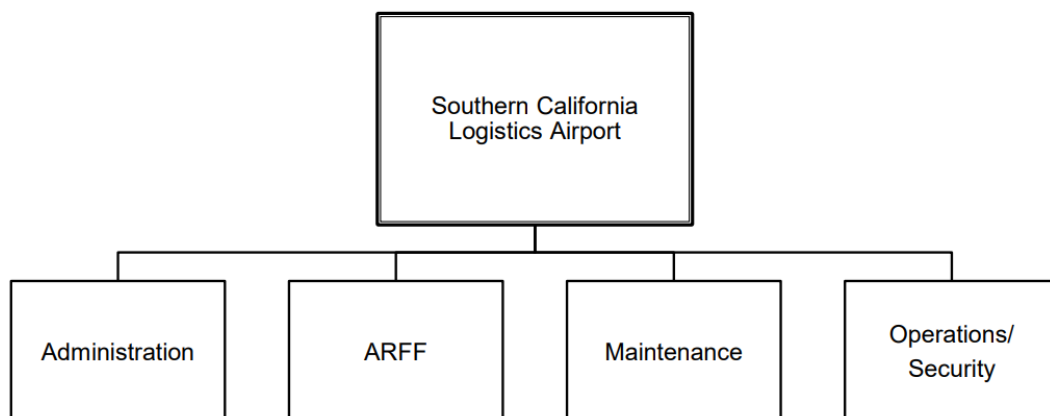 Southern California
Logistics Airport
Administration
ARFF
Maintenance
Operations/
Security